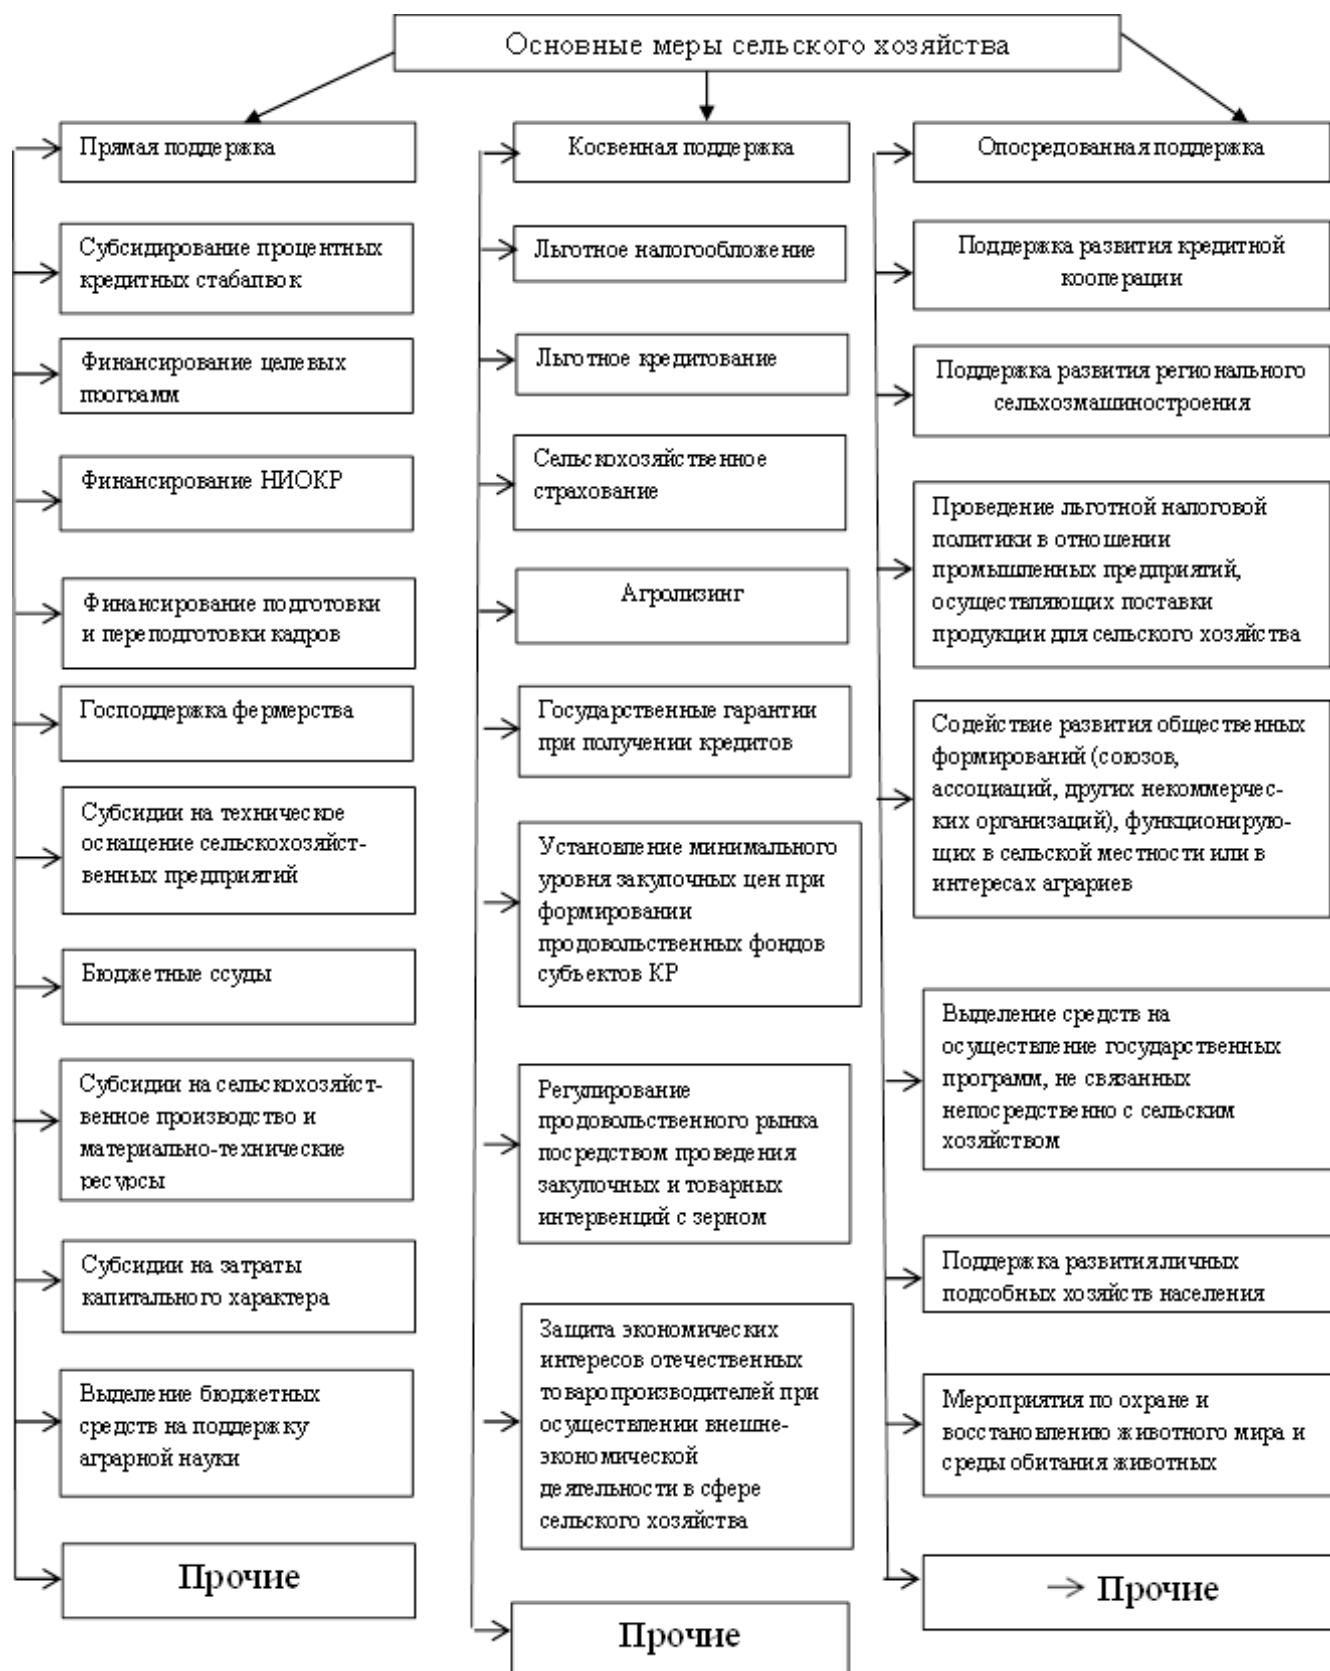 Основные меры сельского хозяйства
Прямая поддержка
Субсидирование процентных
кредитных стабапвок
Финансирование целевых
программ
Финансирование НИОКР
Финансирование подготовки
и переподготовки кадров
Господдержка фермерства
Субсидии на техническое
оснащение сельскохозяйст-
венных предприятий
Бюджетные ссуды
Субсидии на сельскохозяйст-
венное производство и
материально-технические
ресурсы
Субсидии на затраты
капитального характера
Выделение бюджетных
средств на поддержку
аграрной науки
Прочие
Косвенная поддержка
Льготное налогообложение
Льготное кредитование
Сельскохозяйственное
страхование
Агролизинг
Государственные гарантии
при получении кредитов
Установление минимального
уровня закупочных цен при
формировании
продовольственных фондов
субъектов КР
Регулирование
продовольственного рынка
посредством проведения
закупочных и товарных
интервенций с зерном
Защита экономических
интересов отечественных
товаропроизводителей при
осуществлении внешне-
экономической
деятельности в сфере
сельского хозяйства
Прочие
Опосредованная поддержка
Поддержка развития кредитной
кооперации
Поддержка развития регионального
сельхозмашиностроения
Проведение льготной налоговой
политики в отношении
промышленных предприятий,
осуществляющих поставки
продукции для сельского хозяйства
Содействие развития общественных
формирований (союзов,
ассоциаций, других некоммерчес-
ких организаций), функционирую-
щих в сельской местности или в
интересах аграриев
Выделение средств на
осуществление государственных
программ, не связанных
непосредственно с сельским
хозяйством
Поддержка развитияличных
подсобных хозяйств населения
Мероприятия по охране и
восстановлению животного мира и
среды обитания животных
→ Прочие